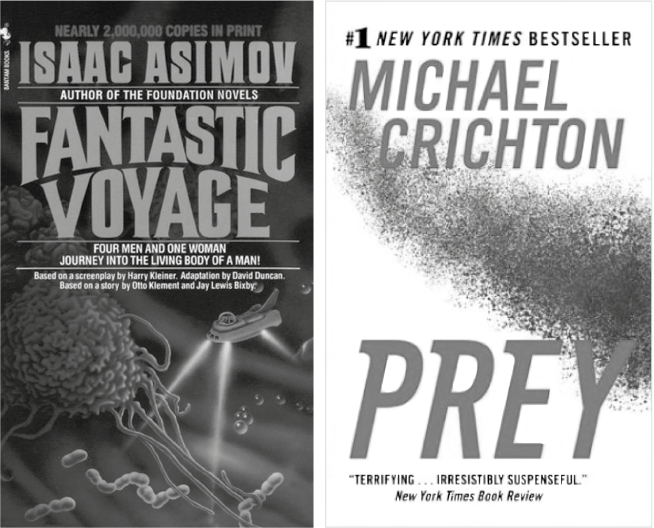 BANTAM BOOKS
NEARLY 2,000,000 COPIES IN PRINT
ISAAC ASIMOV
AUTHOR OF THE FOUNDATION NOVELS
FANTASTIC
VOYAGE
FOUR MEN AND ONE WOMAN
JOURNEY INTO THE LIVING BODY OF A MAN!
Based on a screenplay by Harry Kleiner. Adaptation by David Duncan.
Based on a story by Otto Klement and Jay Lewis Bixby.
#1 NEW YORK TIMES BESTSELLER
MICHAEL
CRICHTON
PREY
"TERRIFYING . . . IRRESISTIBLY SUSPENSEFUL."
New York Times Book Review